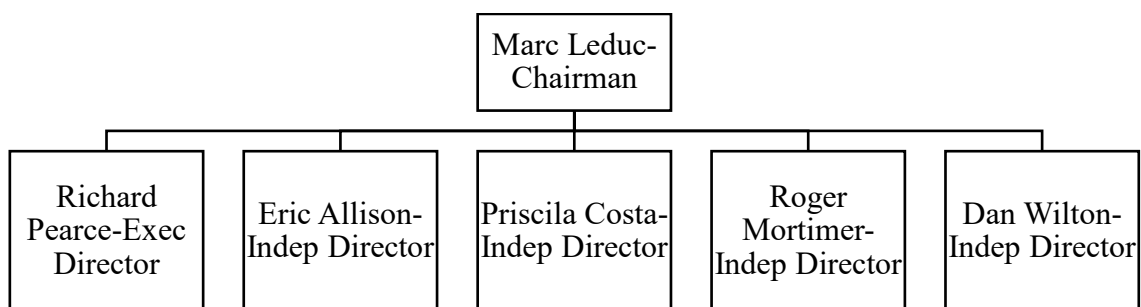 Marc Leduc-
Chairman
Richard
Pearce-Exec
Director
Eric Allison-
Indep Director
Priscila Costa-
Indep Director
Roger
Mortimer-
Indep Director
Dan Wilton-
Indep Director